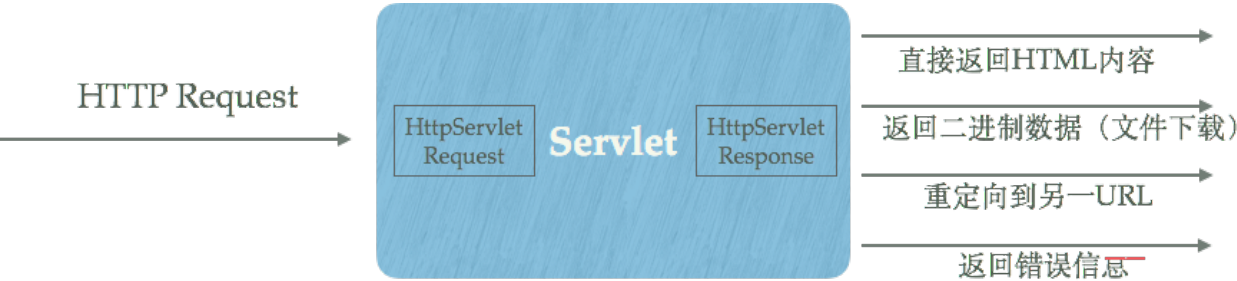 HTTP Request
HttpServlet
Request
Servlet
HttpServlet
Response
直接返回HTML内容
返回二进制数据（文件下载）
重定向到另一URL
返回错误信息